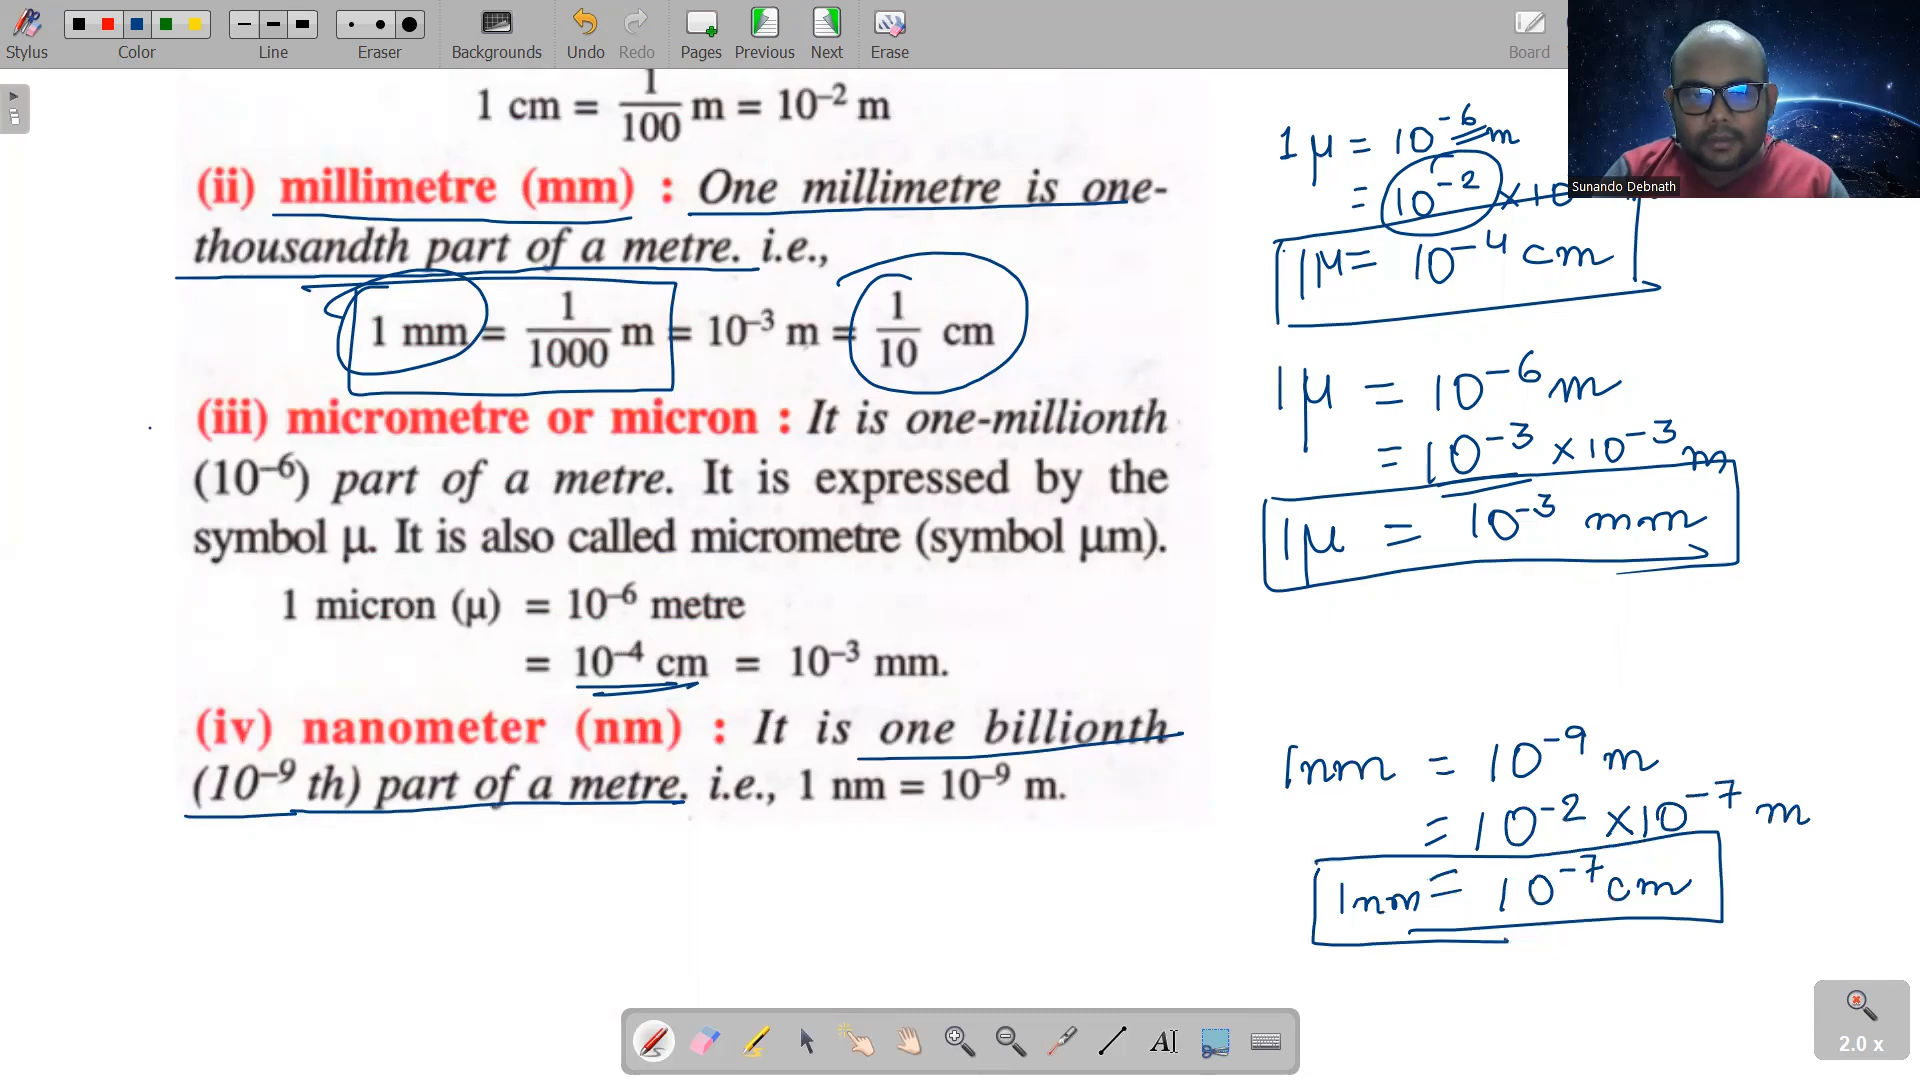 Stylus
Color
Line
Eraser
Backgrounds
Undo
Redo
Pages
Previous
Next
Erase
Board
1 cm = 1/100 m = 10⁻² m
(ii) millimetre (mm) : One millimetre is one-
thousandth part of a metre. i.e.,
1 mm = 1/1000 m = 10⁻³ m = 1/10 cm
(iii) micrometre or micron : It is one-millionth
(10⁻⁶) part of a metre. It is expressed by the
symbol μ. It is also called micrometre (symbol μm).
1 micron (μ) = 10⁻⁶ metre
= 10⁻⁴ cm = 10⁻³ mm.
(iv) nanometer (nm) : It is one billionth
(10⁻⁹ th) part of a metre. i.e., 1 nm = 10⁻⁹ m.
1μ = 10⁻⁶ m
= 10⁻² × 10
1μ = 10⁻⁴ cm
1μ = 10⁻⁶ m
= 10⁻³ × 10⁻³ m
1μ = 10⁻³ mm
1nm = 10⁻⁹ m
= 10⁻² × 10⁻⁷ m
1nm = 10⁻⁷ cm
Sunando Debnath
2.0 x